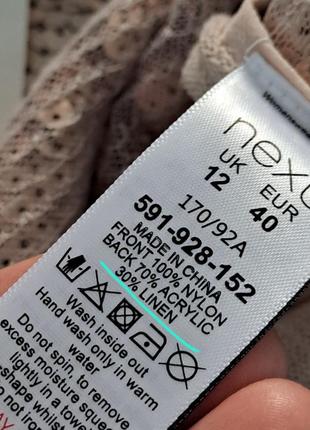 next
UK EUR
12 40
170/92A
591-928-152
MADE IN CHINA
FRONT 100% NYLON
BACK 70% ACRYLIC
30% LINEN
Wash inside out
Hand wash only in warm
water
Do not spin, to remove
excess moisture squeeze
lightly in a towel